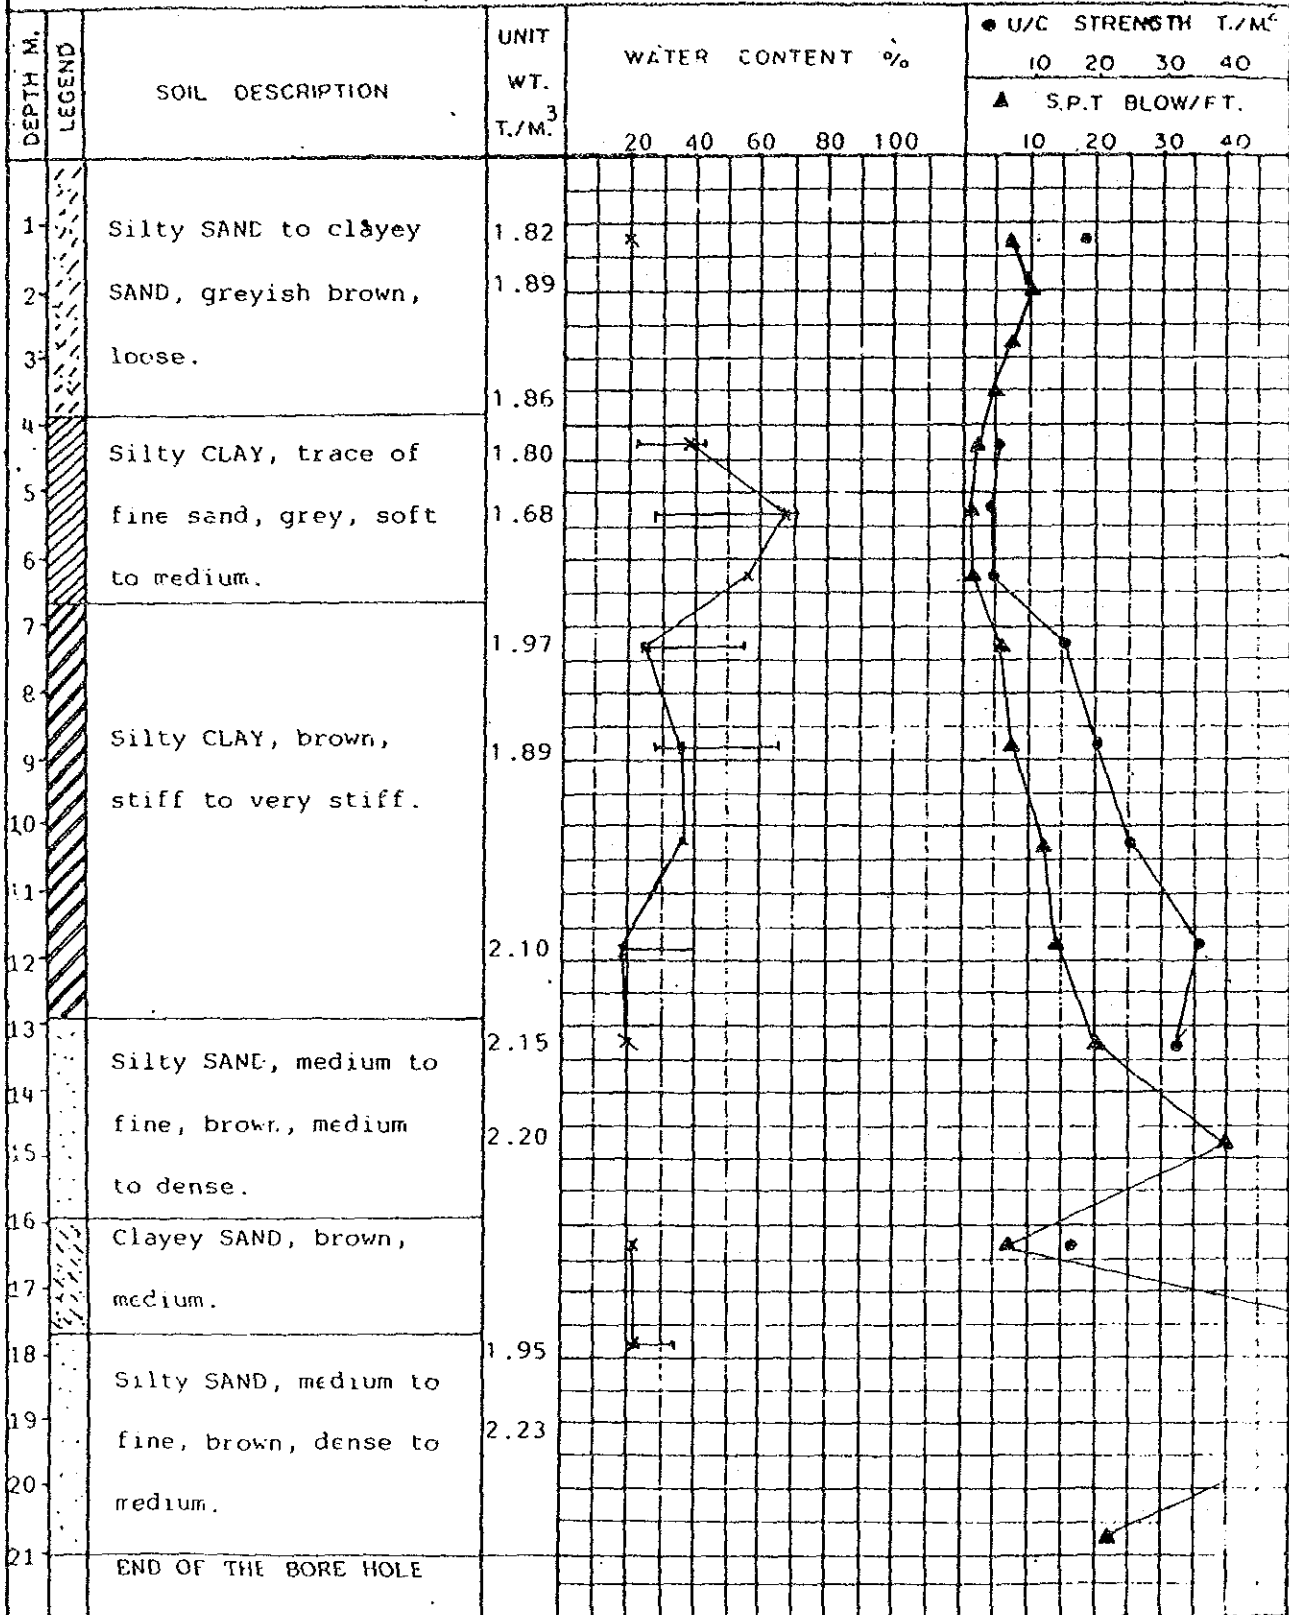 DEPTH M.
LEGEND
SOIL DESCRIPTION
UNIT
WT.
T./M.3
WATER CONTENT %
20 40 60 80 100
● U/C STRENGTH T./M2
10 20 30 40
▲ S.P.T BLOW/FT.
10 20 30 40
1
2
3
4
5
6
7
8
9
10
11
12
13
14
15
16
17
18
19
20
21
Silty SAND to clayey
SAND, greyish brown,
loose.
Silty CLAY, trace of
fine sand, grey, soft
to medium.
Silty CLAY, brown,
stiff to very stiff.
Silty SAND, medium to
fine, brown, medium
to dense.
Clayey SAND, brown,
medium.
Silty SAND, medium to
fine, brown, dense to
medium.
END OF THE BORE HOLE
1.82
1.89
1.86
1.80
1.68
1.97
1.89
2.10
2.15
2.20
1.95
2.23